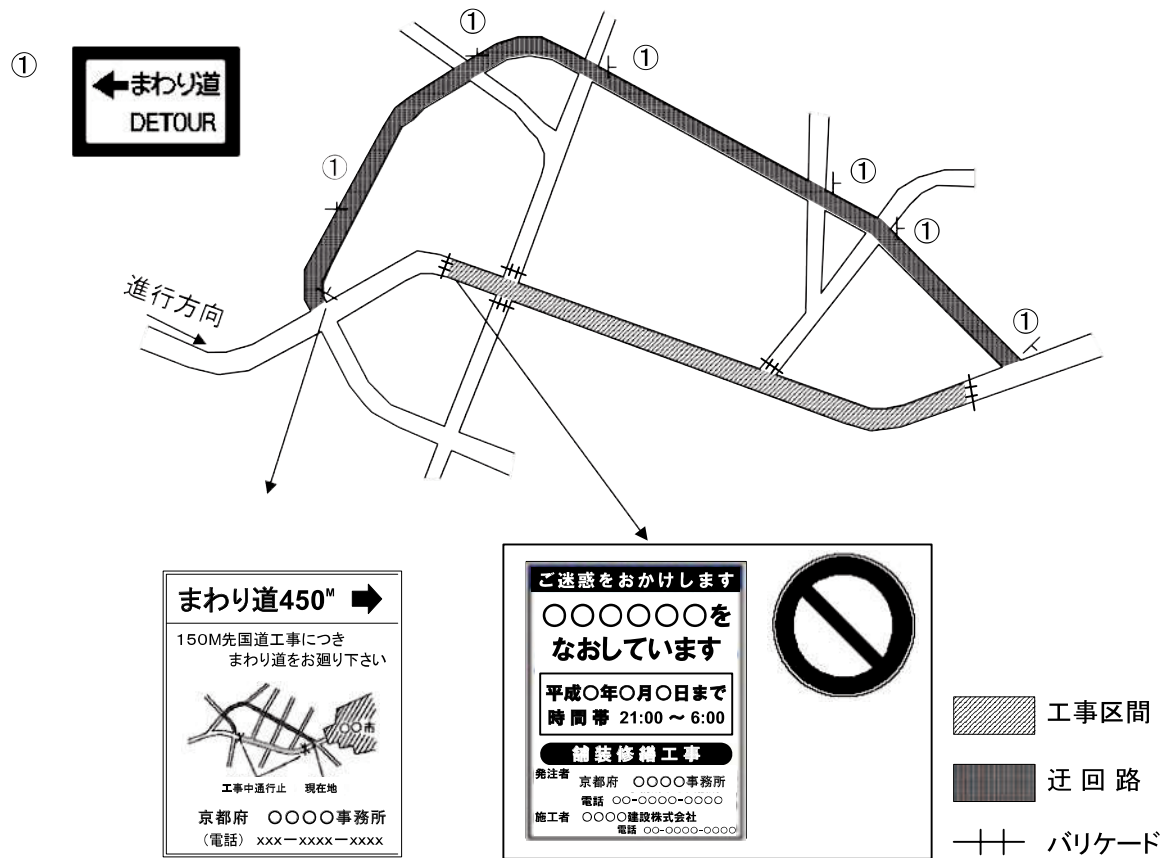 ①
←まわり道
DETOUR
①
①
①
①
①
①
進行方向
まわり道450M ➡
150M先国道工事につき
まわり道をお廻り下さい
○○市
工事中通行止 現在地
京都府 ○○○○事務所
(電話) xxx－xxxx－xxxx
ご迷惑をおかけします
○○○○○○を
なおしています
平成○年○月○日まで
時間帯 21:00 ～ 6:00
舗装修繕工事
発注者 京都府 ○○○○事務所
電話 ○○-○○○○-○○○○
施工者 ○○○○建設株式会社
電話 ○○-○○○○-○○○○
工事区間
迂回路
バリケード